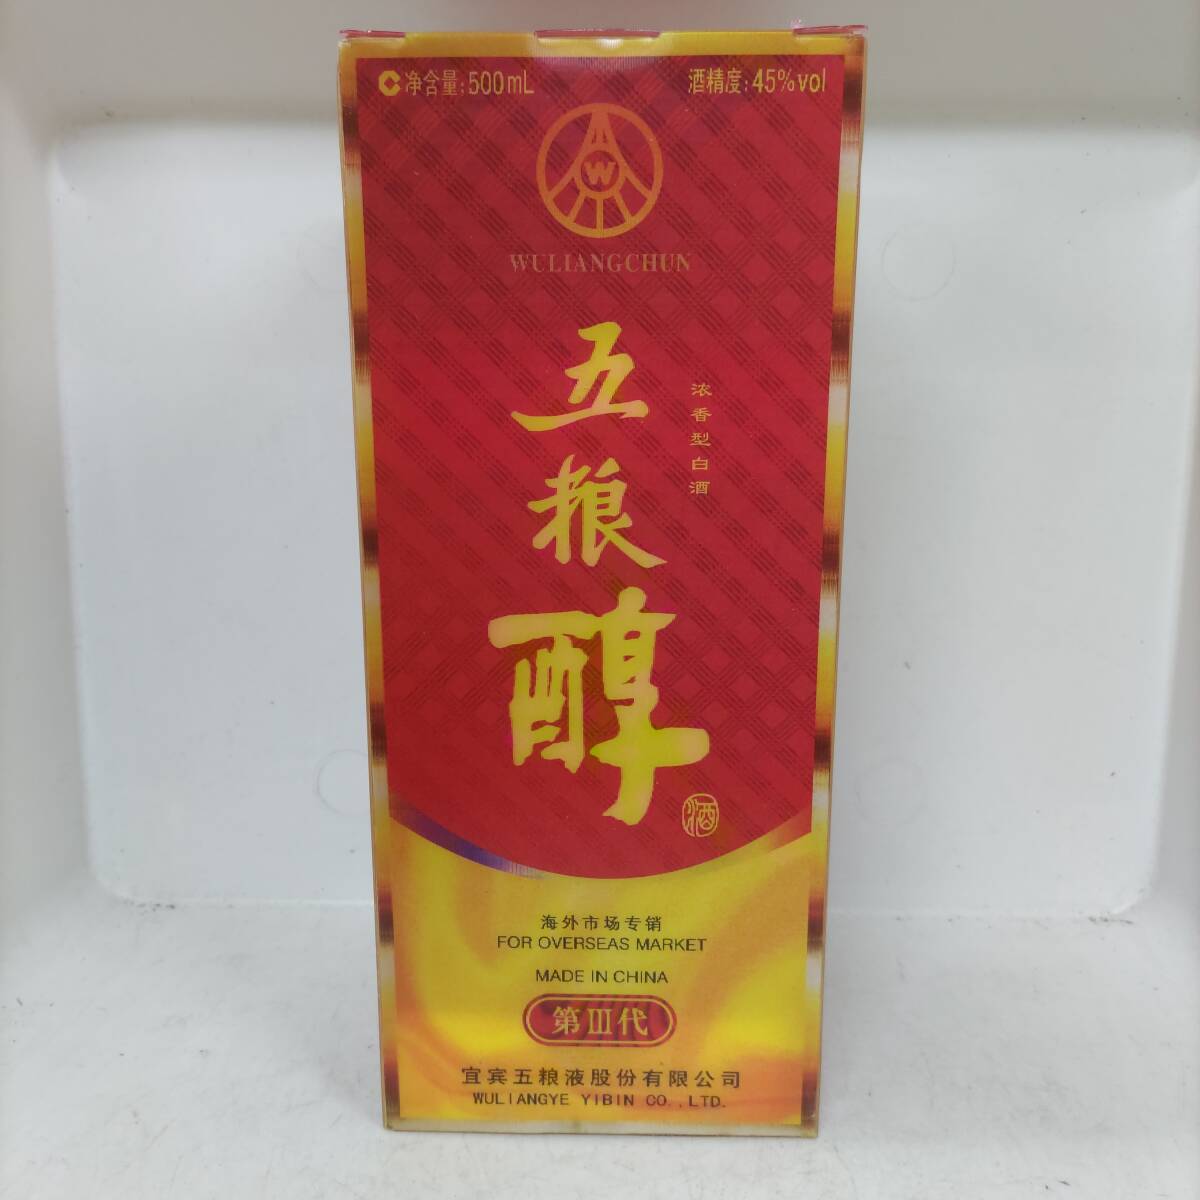 净含量:500mL
酒精度:45%vol
W
WULIANGCHUN
五粮醇
浓香型白酒
酒
海外市场专销
FOR OVERSEAS MARKET
MADE IN CHINA
第III代
宜宾五粮液股份有限公司
WULIANGYE YIBIN CO.,LTD.